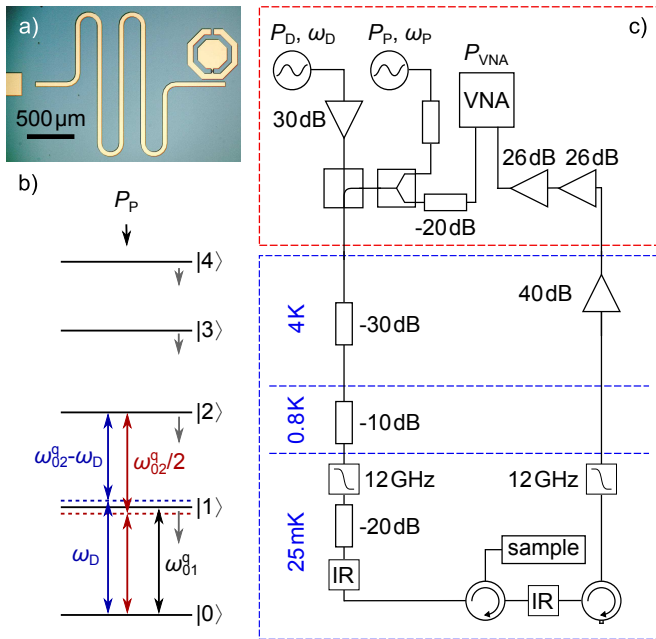 a)
500 µm
b)
P_P
|4⟩
|3⟩
|2⟩
ω^q_02-ω_D
ω^q_02/2
|1⟩
ω_D
ω^q_01
|0⟩
c)
P_D, ω_D
P_P, ω_P
P_VNA
VNA
30dB
26dB
26dB
-20dB
40dB
4K
-30dB
0.8K
-10dB
12GHz
12GHz
25mK
-20dB
sample
IR
IR